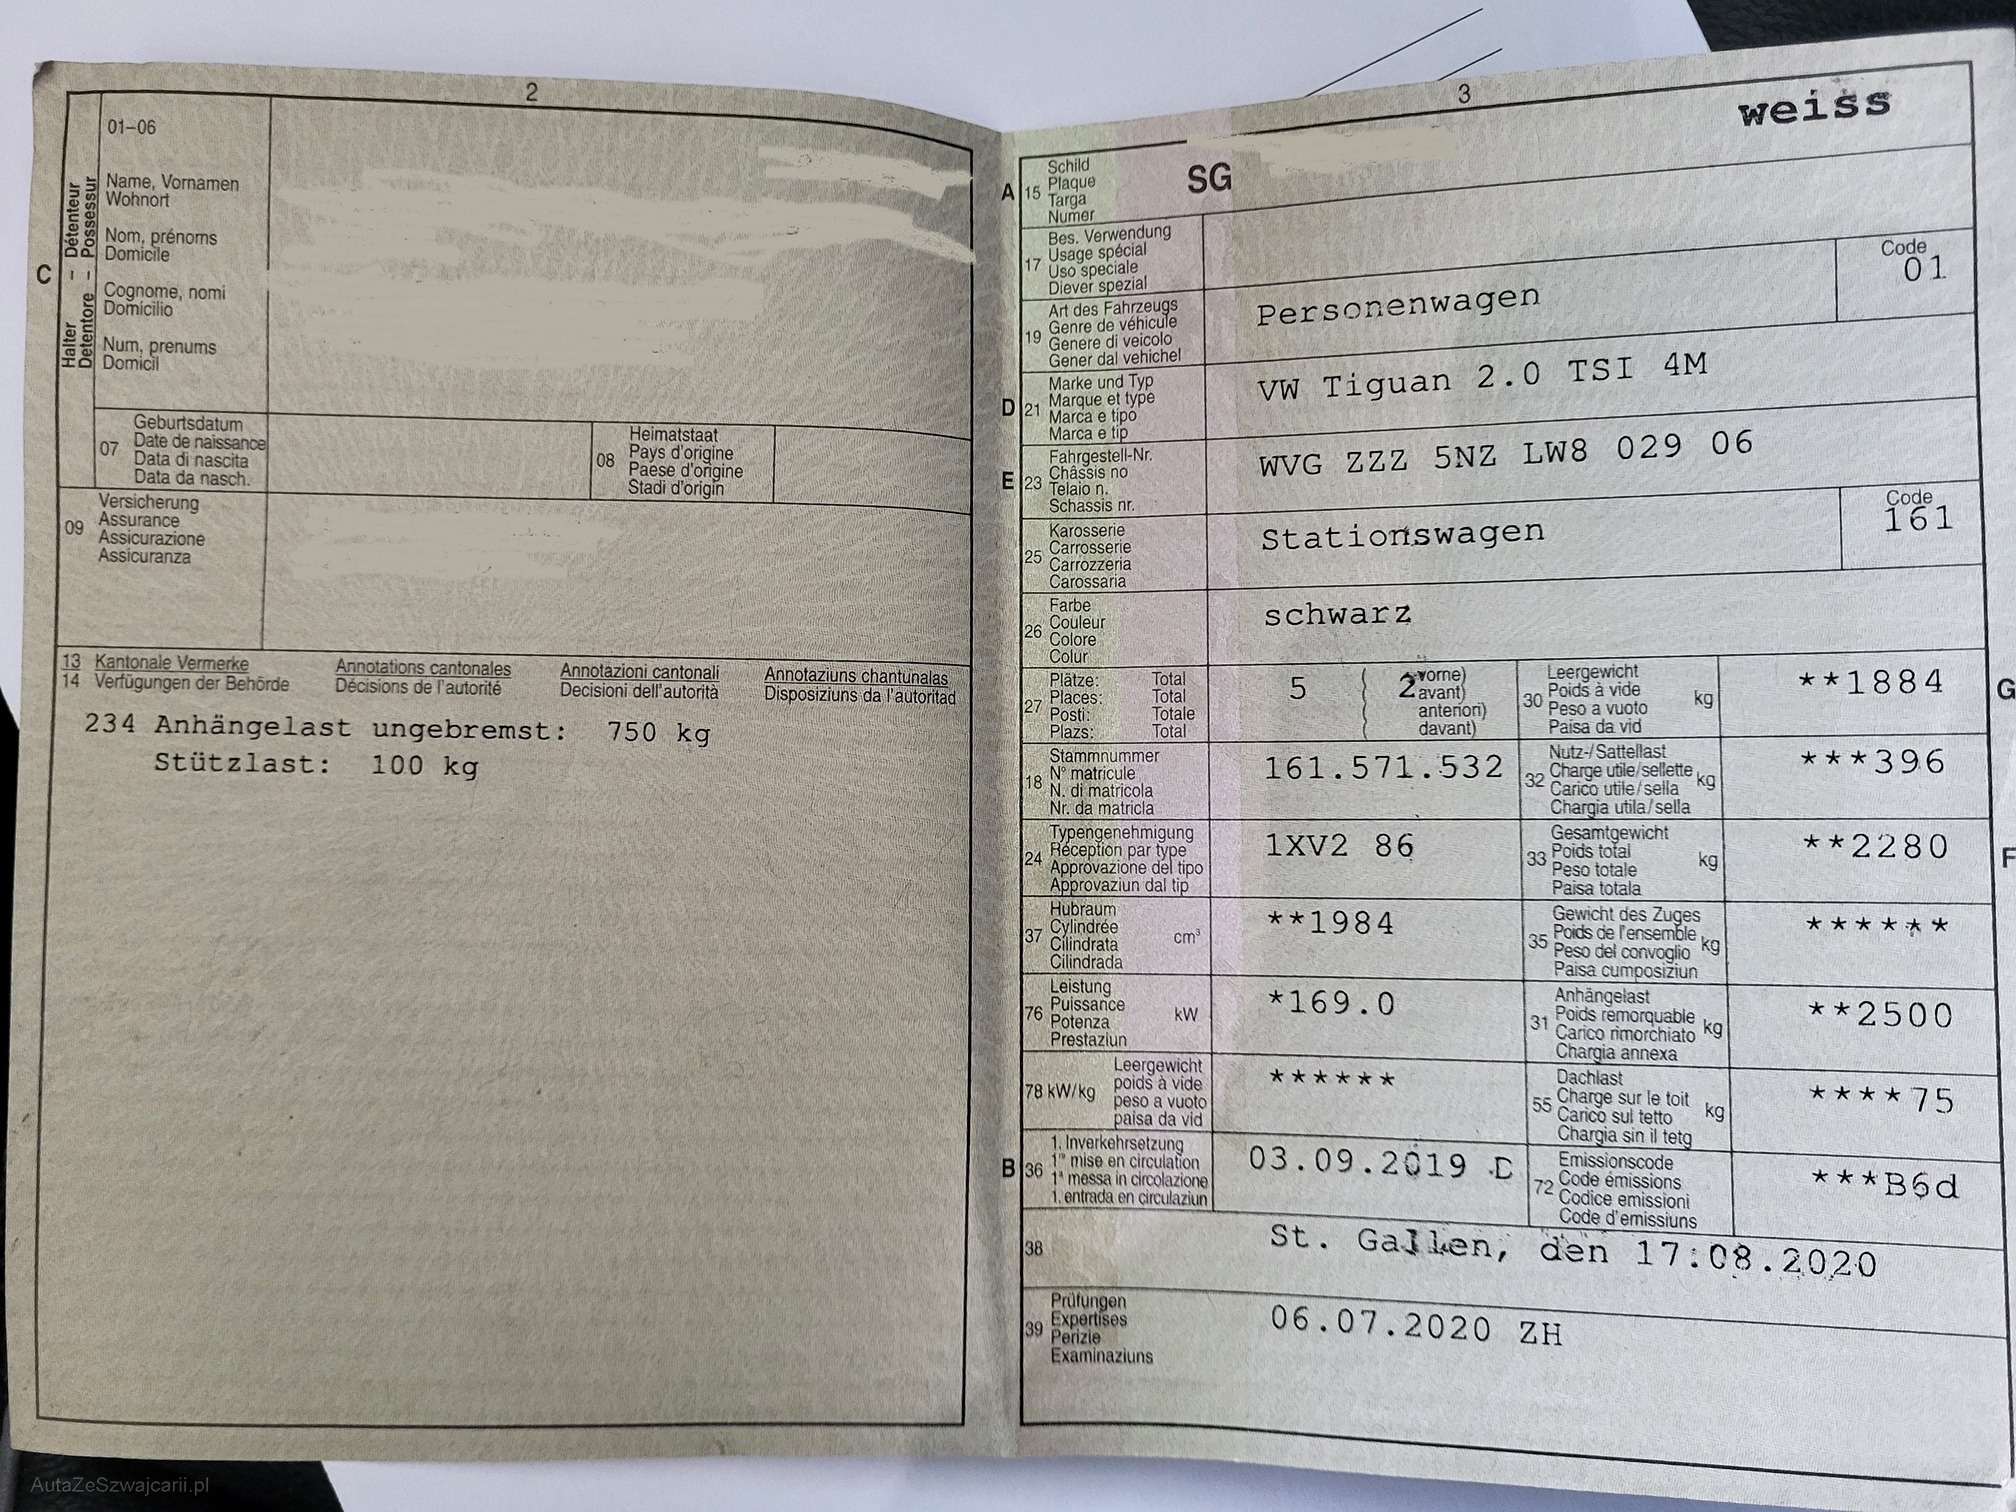 2
01–06
Name, Vornamen
Wohnort
Nom, prénoms
Domicile
Cognome, nomi
Domicilio
Num, prenums
Domicil
C
Halter – Détenteur
Detentore – Possessur
07
Geburtsdatum
Date de naissance
Data di nascita
Data da nasch.
08
Heimatstaat
Pays d'origine
Paese d'origine
Stadi d'origin
09
Versicherung
Assurance
Assicurazione
Assicuranza
13 Kantonale Vermerke Annotations cantonales Annotazioni cantonali Annotaziuns chantunalas
14 Verfügungen der Behörde Décisions de l'autorité Decisioni dell'autorità Disposiziuns da l'autoritad
234 Anhängelast ungebremst: 750 kg
Stützlast: 100 kg
3
weiss
A 15
Schild
Plaque
Targa
Numer
SG
17
Bes. Verwendung
Usage spécial
Uso speciale
Diever spezial
19
Art des Fahrzeugs
Genre de véhicule
Genere di veicolo
Gener dal vehichel
Personenwagen
Code
01
D 21
Marke und Typ
Marque et type
Marca e tipo
Marca e tip
VW Tiguan 2.0 TSI 4M
E 23
Fahrgestell-Nr.
Châssis no
Telaio n.
Schassis nr.
WVG ZZZ 5NZ LW8 029 06
25
Karosserie
Carrosserie
Carrozzeria
Carossaria
Stationswagen
Code
161
26
Farbe
Couleur
Colore
Colur
schwarz
27
Plätze: Total
Places: Total
Posti: Totale
Plazs: Total
5 ( 2
vorne)
avant)
anteriori)
davant)
30
Leergewicht
Poids à vide
Peso a vuoto
Paisa da vid
kg
**1884
G
18
Stammnummer
N° matricule
N. di matricola
Nr. da matricla
161.571.532
32
Nutz-/Sattellast
Charge utile/sellette
Carico utile/sella
Chargia utila/sella
kg
***396
24
Typengenehmigung
Réception par type
Approvazione del tipo
Approvaziun dal tip
1XV2 86
33
Gesamtgewicht
Poids total
Peso totale
Paisa totala
kg
**2280
F
37
Hubraum
Cylindrée
Cilindrata
Cilindrada
cm³
**1984
35
Gewicht des Zuges
Poids de l'ensemble
Peso del convoglio
Paisa cumposiziun
kg
******
76
Leistung
Puissance
Potenza
Prestaziun
kW
*169.0
31
Anhängelast
Poids remorquable
Carico rimorchiato
Chargia annexa
kg
**2500
78 kW/kg
Leergewicht
poids à vide
peso a vuoto
paisa da vid
******
55
Dachlast
Charge sur le toit
Carico sul tetto
Chargia sin il tetg
kg
****75
B 36
1. Inverkehrsetzung
1re mise en circulation
1a messa in circolazione
1. entrada en circulaziun
03.09.2019 D
72
Emissionscode
Code émissions
Codice emissioni
Code d'emissiuns
***B6d
38
St. Gallen, den 17.08.2020
39
Prüfungen
Expertises
Perizie
Examinaziuns
06.07.2020 ZH
AutaZeSzwajcarii.pl